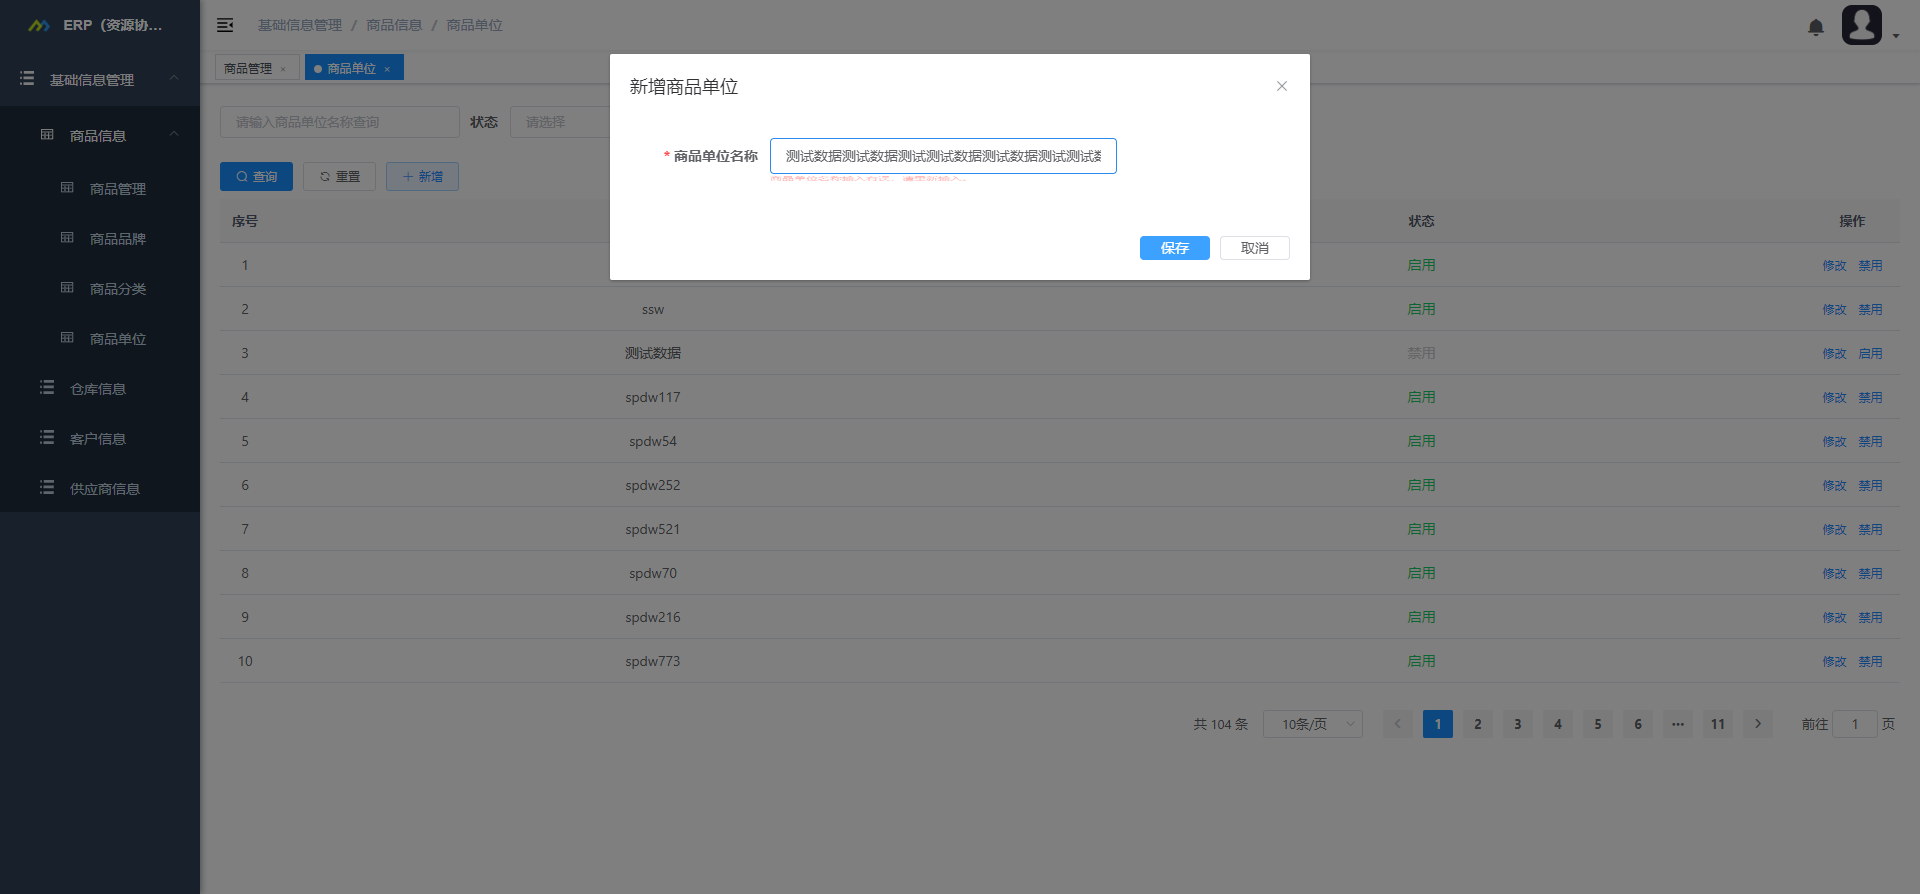 ERP（资源协...
基础信息管理 / 商品信息 / 商品单位
基础信息管理
商品信息
商品管理
商品品牌
商品分类
商品单位
仓库信息
客户信息
供应商信息
商品管理 ×
商品单位 ×
请输入商品单位名称查询 状态 请选择
查询 重置 + 新增
新增商品单位 ×
* 商品单位名称 测试数据测试数据测试测试数据测试数据测试测试
保存 取消
序号 状态 操作
1 启用 修改 禁用
2 ssw 启用 修改 禁用
3 测试数据 禁用 修改 启用
4 spdw117 启用 修改 禁用
5 spdw54 启用 修改 禁用
6 spdw252 启用 修改 禁用
7 spdw521 启用 修改 禁用
8 spdw70 启用 修改 禁用
9 spdw216 启用 修改 禁用
10 spdw773 启用 修改 禁用
共 104 条 10条/页 < 1 2 3 4 5 6 ••• 11 > 前往 1 页